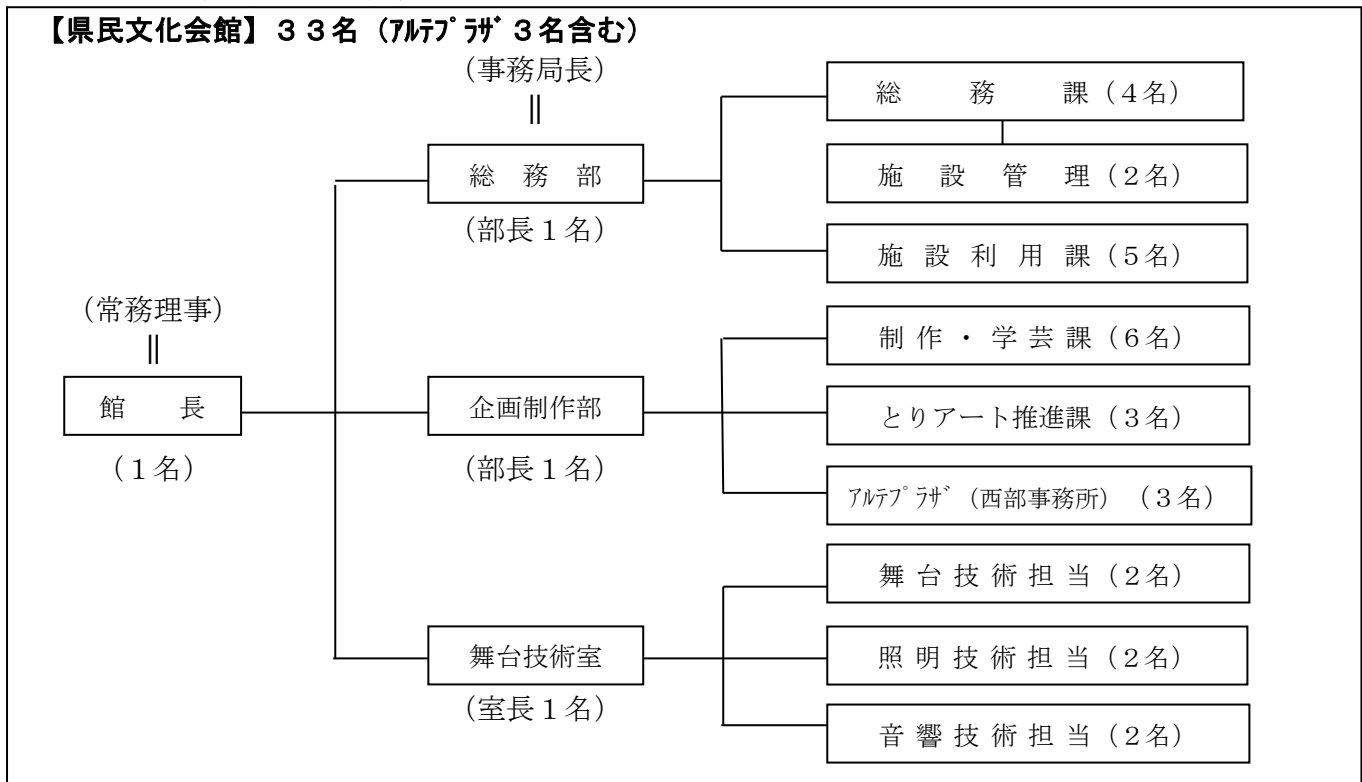 【県民文化会館】３３名（ｱﾙﾃﾌﾟﾗｻﾞ３名含む）
（事務局長）
||
総務部
（部長１名）
総務課（４名）
施設管理（２名）
施設利用課（５名）
（常務理事）
||
館長
（１名）
企画制作部
（部長１名）
制作・学芸課（６名）
とりアート推進課（３名）
ｱﾙﾃﾌﾟﾗｻﾞ（西部事務所）（３名）
舞台技術室
（室長１名）
舞台技術担当（２名）
照明技術担当（２名）
音響技術担当（２名）